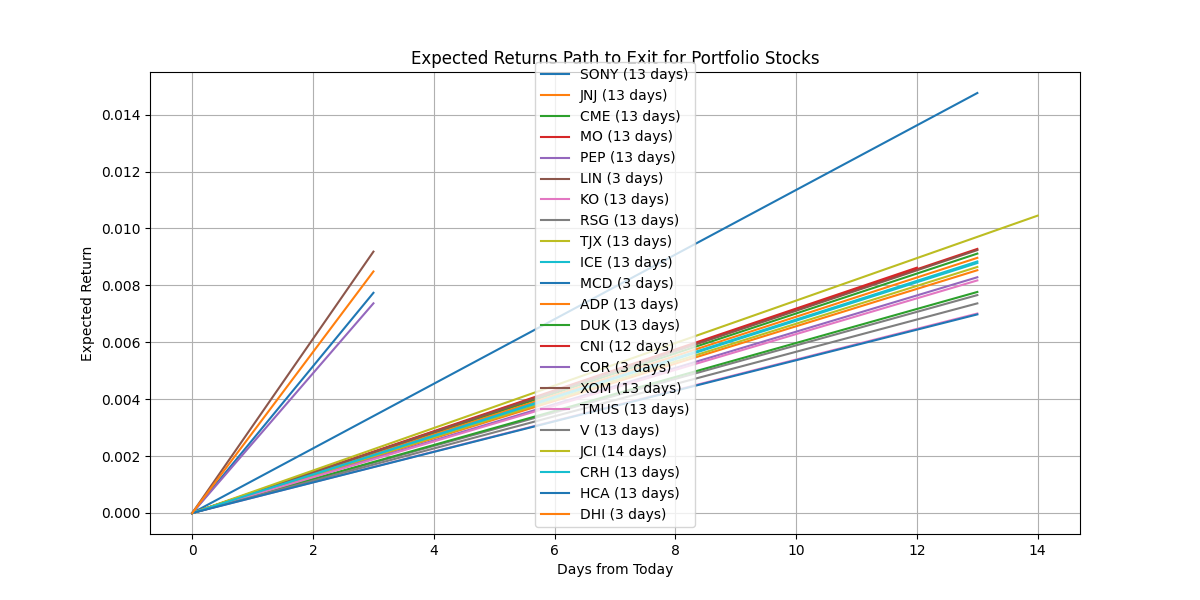 Expected Returns Path to Exit for Portfolio Stocks
SONY (13 days)
JNJ (13 days)
CME (13 days)
MO (13 days)
PEP (13 days)
LIN (3 days)
KO (13 days)
RSG (13 days)
TJX (13 days)
ICE (13 days)
MCD (3 days)
ADP (13 days)
DUK (13 days)
CNI (12 days)
COR (3 days)
XOM (13 days)
TMUS (13 days)
V (13 days)
JCI (14 days)
CRH (13 days)
HCA (13 days)
DHI (3 days)
Expected Return
0.014
0.012
0.010
0.008
0.006
0.004
0.002
0.000
0 2 4 6 8 10 12 14
Days from Today